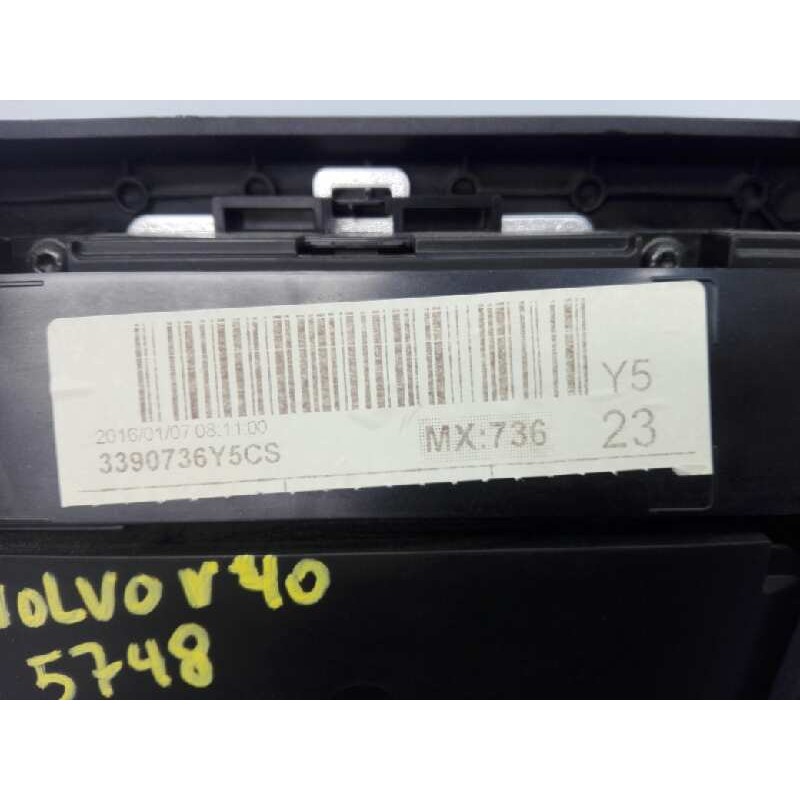 Y5
2016/01/07 08:11:00
MX:736
23
3390736Y5CS
VOLVO V40
5748